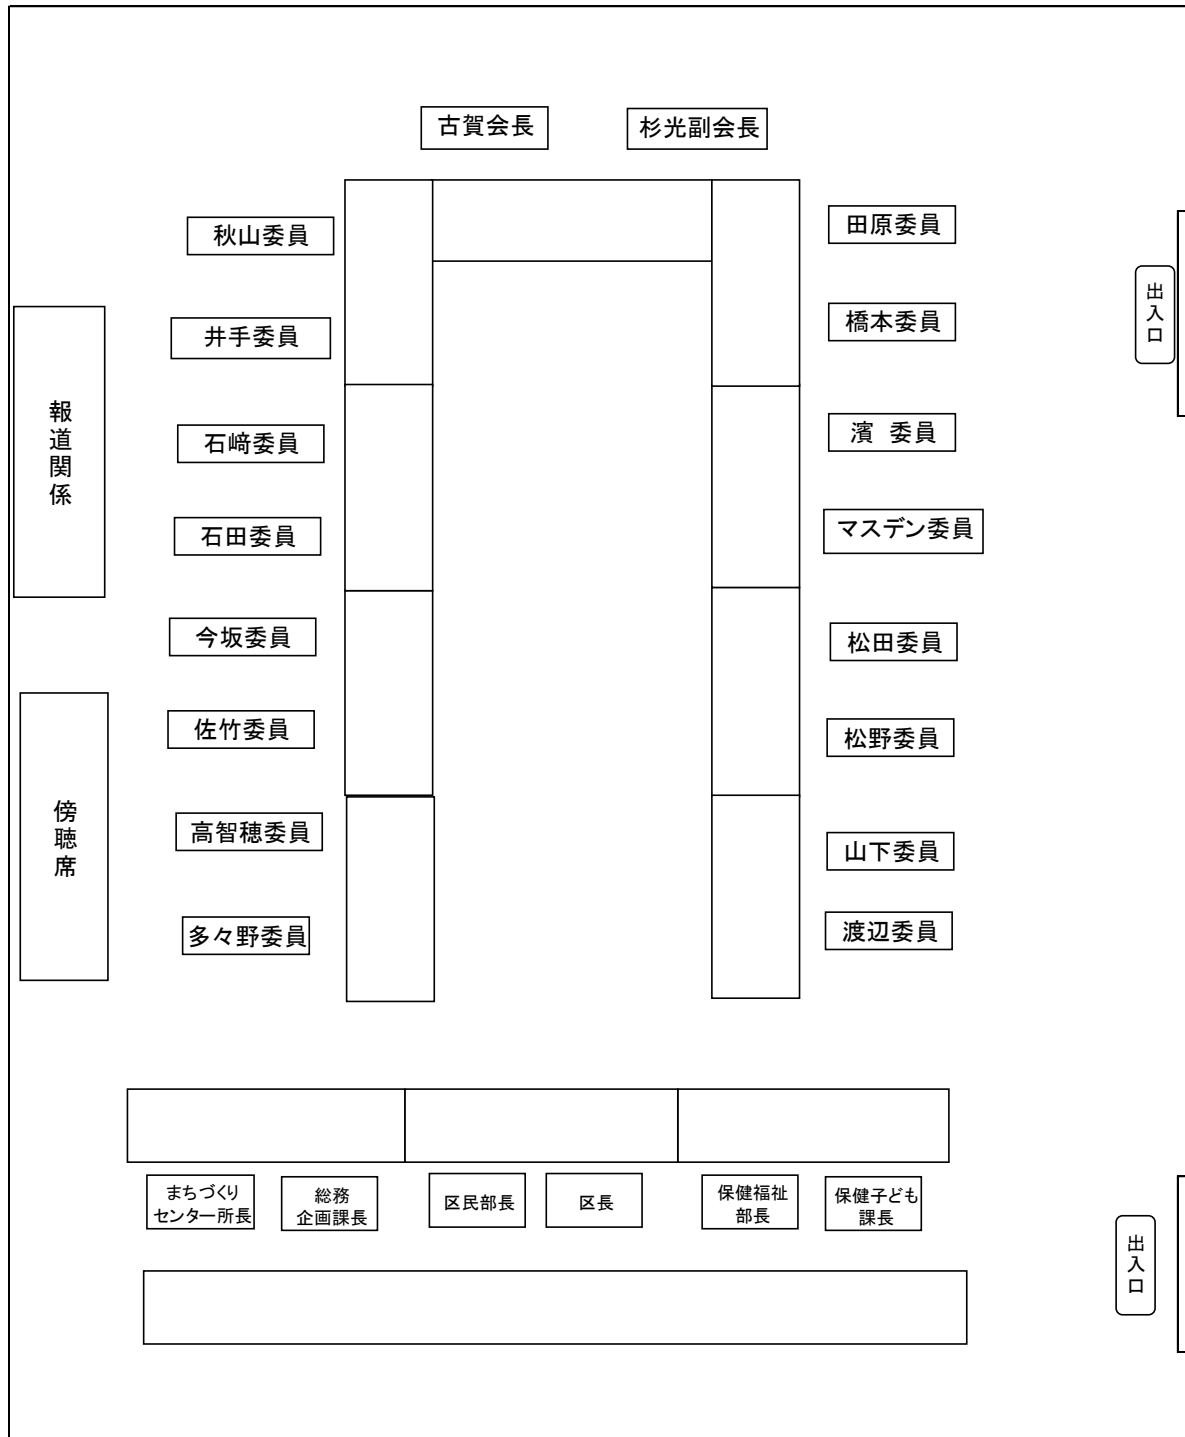 古賀会長
杉光副会長
秋山委員
田原委員
井手委員
橋本委員
石﨑委員
濱　委員
石田委員
マスデン委員
今坂委員
松田委員
佐竹委員
松野委員
高智穂委員
山下委員
多々野委員
渡辺委員
報道関係
傍聴席
出入口
まちづくり
センター所長
総務
企画課長
区民部長
区長
保健福祉
部長
保健子ども
課長
出入口